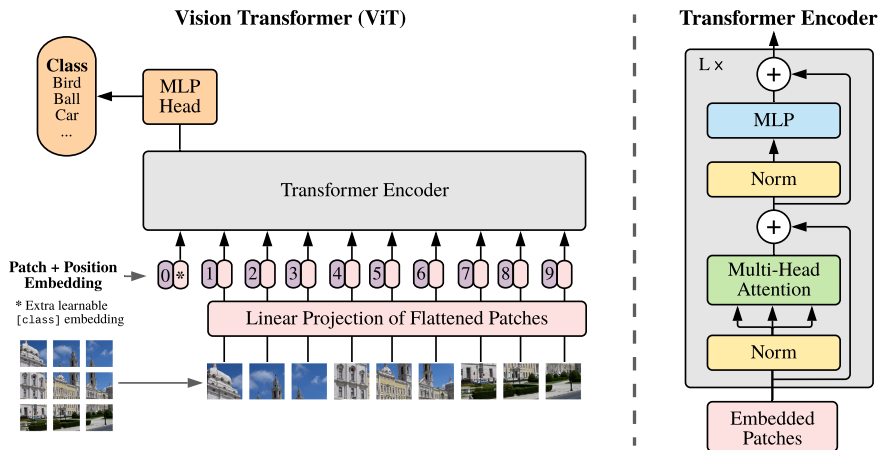 Vision Transformer (ViT)
Class
Bird
Ball
Car
...
MLP
Head
Transformer Encoder
Patch + Position
Embedding
0 * 1 2 3 4 5 6 7 8 9
* Extra learnable
[class] embedding
Linear Projection of Flattened Patches
Transformer Encoder
L ×
+
MLP
Norm
+
Multi-Head
Attention
Norm
Embedded
Patches